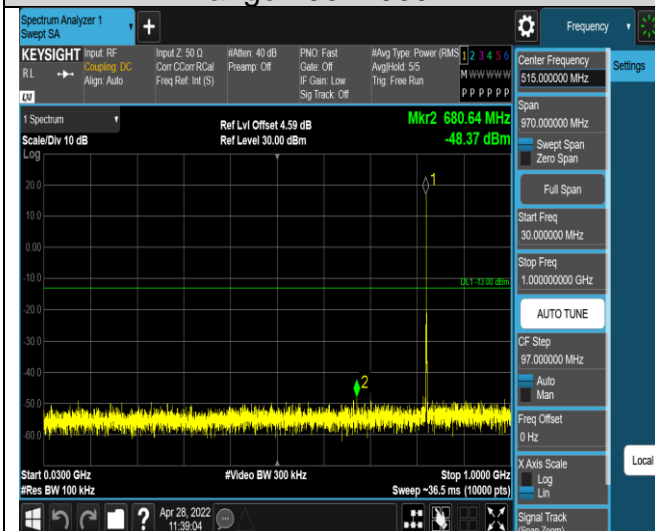 Spectrum Analyzer 1
Swept SA
Frequency
KEYSIGHT
RL
LXI
Input: RF
Coupling: DC
Align: Auto
Input Z: 50 Ω
Corr CCorr RCal
Freq Ref: Int (S)
#Atten: 40 dB
Preamp: Off
PNO: Fast
Gate: Off
IF Gain: Low
Sig Track: Off
#Avg Type: Power (RMS
Avg|Hold: 5/5
Trig: Free Run
1 2 3 4 5 6
M W W W W W
P P P P P P
1 Spectrum
Scale/Div 10 dB
Log
Ref Lvl Offset 4.59 dB
Ref Level 30.00 dBm
Mkr2 680.64 MHz
-48.37 dBm
1
20.0
10.0
0.00
-10.0
DL1 -13.00 dBm
-20.0
-30.0
-40.0
2
-50.0
-60.0
Start 0.0300 GHz
#Res BW 100 kHz
#Video BW 300 kHz
Stop 1.0000 GHz
Sweep ~36.5 ms (10000 pts)
Apr 28, 2022
11:39:04
Center Frequency
515.000000 MHz
Settings
Span
970.000000 MHz
Swept Span
Zero Span
Full Span
Start Freq
30.000000 MHz
Stop Freq
1.000000000 GHz
AUTO TUNE
CF Step
97.000000 MHz
Auto
Man
Freq Offset
0 Hz
X Axis Scale
Log
Lin
Local
Signal Track
(Span Zoom)